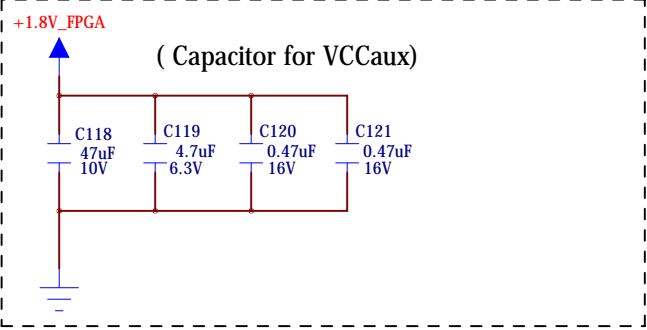 +1.8V_FPGA
( Capacitor for VCCaux)
C118
47uF
10V
C119
4.7uF
6.3V
C120
0.47uF
16V
C121
0.47uF
16V